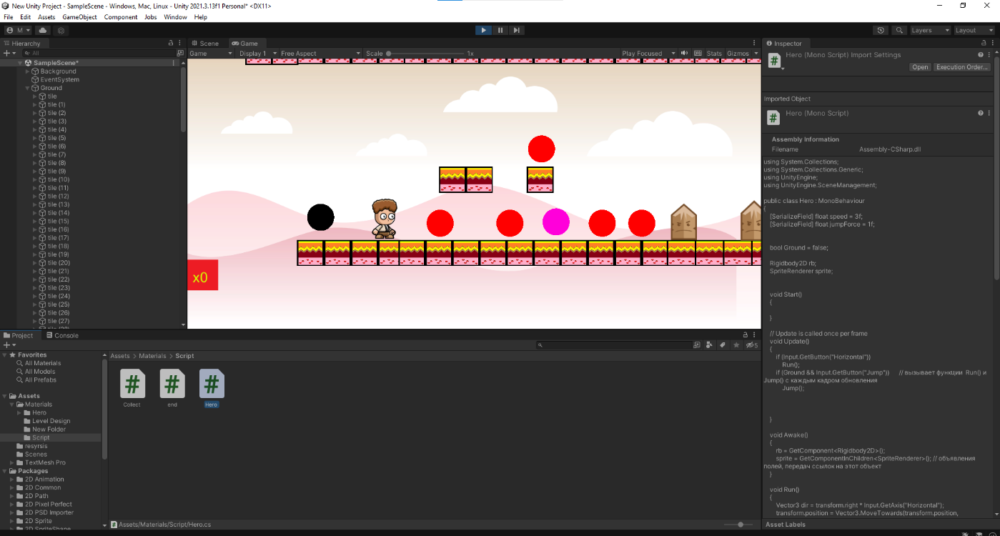 New Unity Project - SampleScene - Windows, Mac, Linux - Unity 2021.3.13f1 Personal* <DX11>
File Edit Assets GameObject Component Jobs Window Help
M
Layers Layout
Hierarchy
All
SampleScene*
Background
EventSystem
Ground
tile
tile (1)
tile (2)
tile (3)
tile (4)
tile (5)
tile (6)
tile (7)
tile (8)
tile (9)
tile (10)
tile (11)
tile (12)
tile (13)
tile (14)
tile (15)
tile (16)
tile (17)
tile (18)
tile (19)
tile (20)
tile (21)
tile (22)
tile (23)
tile (24)
tile (25)
tile (26)
tile (27)
Scene Game
Game Display 1 Free Aspect Scale 1x Play Focused Stats Gizmos
x0
Inspector
Hero (Mono Script) Import Settings
Open Execution Order...
Imported Object
Hero (Mono Script)
Assembly Information
Filename Assembly-CSharp.dll
using System.Collections;
using System.Collections.Generic;
using UnityEngine;
using UnityEngine.SceneManagement;
public class Hero : MonoBehaviour
{
[SerializeField] float speed = 3f;
[SerializeField] float jumpForce = 1f;
bool Ground = false;
Rigidbody2D rb;
SpriteRenderer sprite;
void Start()
{
}
// Update is called once per frame
void Update()
{
if (Input.GetButton("Horizontal"))
Run();
if (Ground && Input.GetButton("Jump")) // вызывает функции Run() и
Jump() с каждым кадром обновления
Jump();
}
void Awake()
{
rb = GetComponent<Rigidbody2D>();
sprite = GetComponentInChildren<SpriteRenderer>(); // объявления
полей, передач ссылок на этот объект
}
void Run()
{
Vector3 dir = transform.right * Input.GetAxis("Horizontal");
transform.position = Vector3.MoveTowards(transform.position,
Asset Labels
Project Console
5
Favorites
All Materials
All Models
All Prefabs
Assets
Materials
Hero
Level Design
New Folder
Script
resyrsis
Scenes
TextMesh Pro
Packages
2D Animation
2D Common
2D Path
2D Pixel Perfect
2D PSD Importer
2D Sprite
2D SpriteShape
Assets > Materials > Script
Collect end Hero
Assets/Materials/Script/Hero.cs